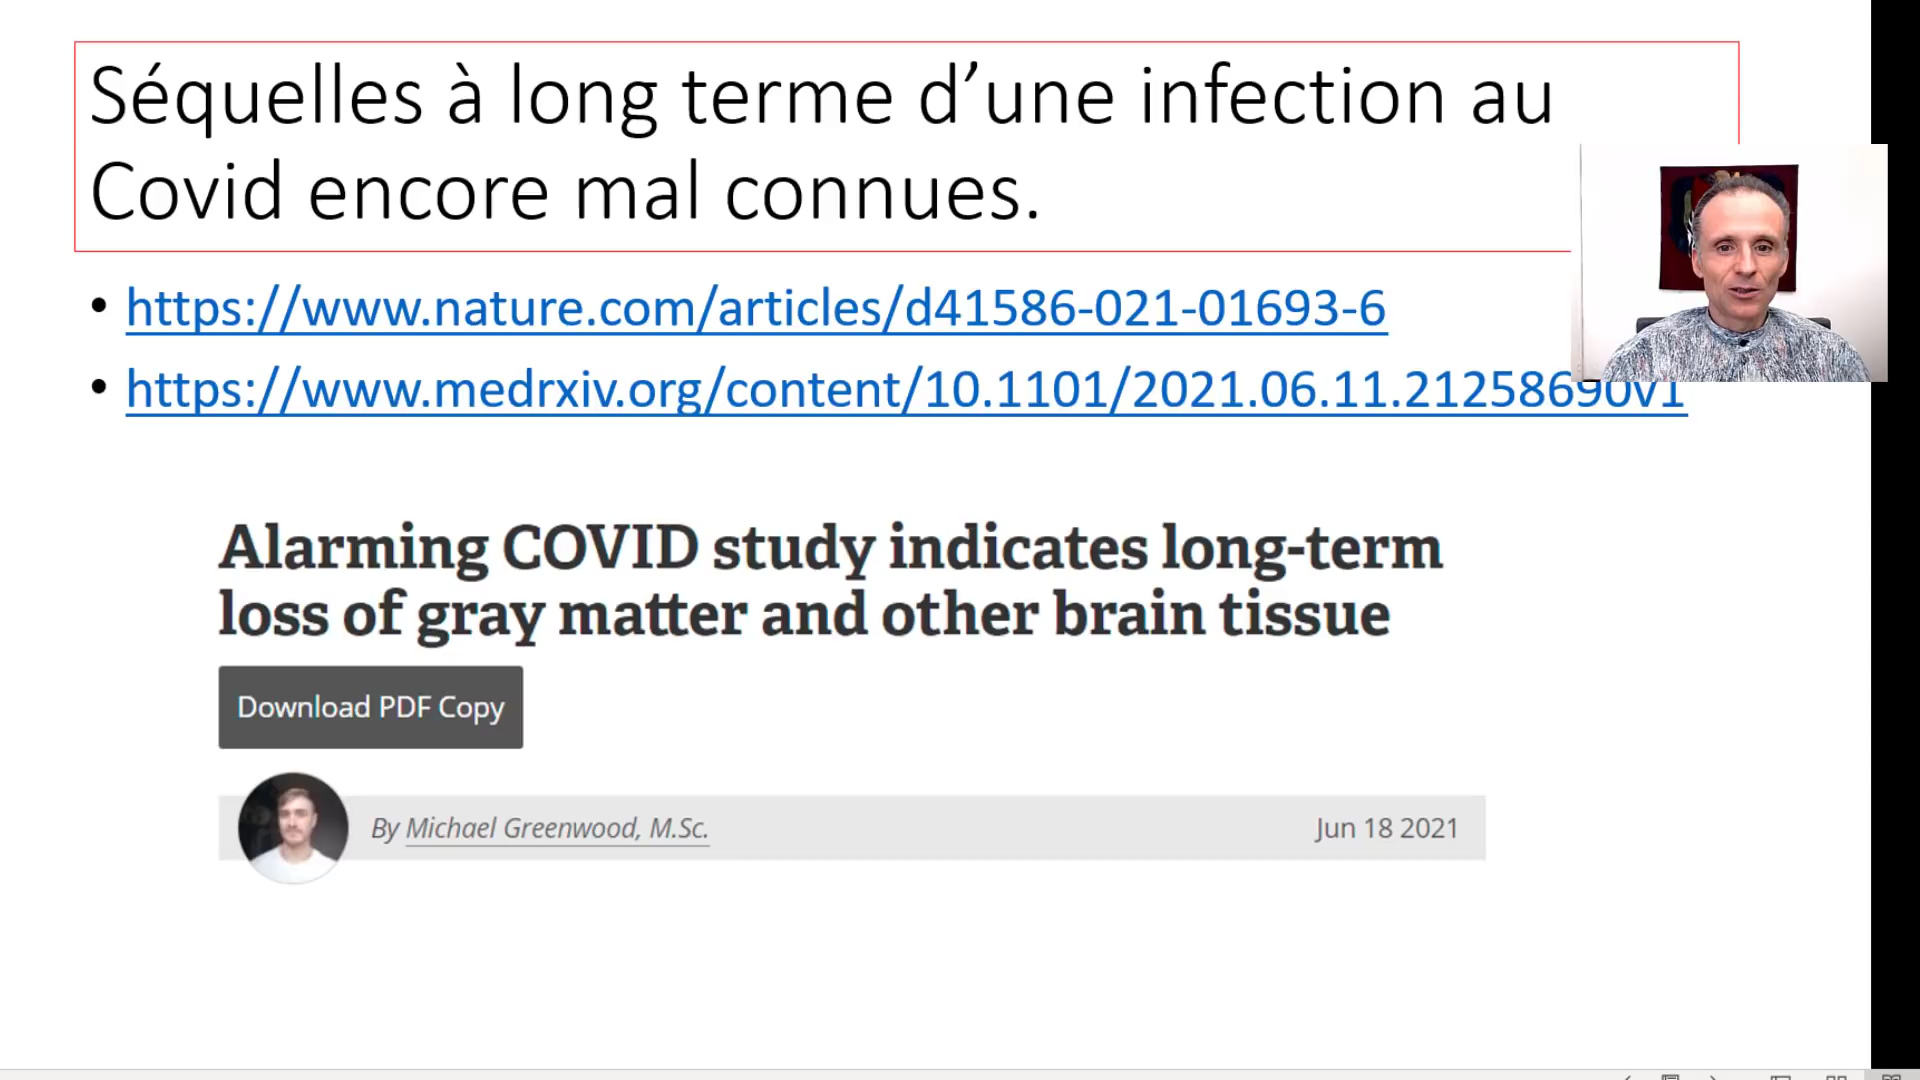 Séquelles à long terme d’une infection au
Covid encore mal connues.
• https://www.nature.com/articles/d41586-021-01693-6
• https://www.medrxiv.org/content/10.1101/2021.06.11.21258690v1
Alarming COVID study indicates long-term
loss of gray matter and other brain tissue
Download PDF Copy
By Michael Greenwood, M.Sc.
Jun 18 2021